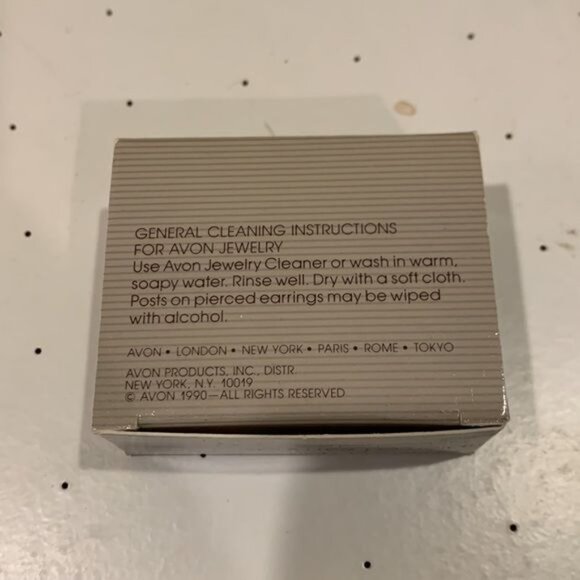 GENERAL CLEANING INSTRUCTIONS
FOR AVON JEWELRY
Use Avon Jewelry Cleaner or wash in warm,
soapy water. Rinse well. Dry with a soft cloth.
Posts on pierced earrings may be wiped
with alcohol.
AVON • LONDON • NEW YORK • PARIS • ROME • TOKYO
AVON PRODUCTS, INC., DISTR.
NEW YORK, N.Y. 10019
© AVON 1990—ALL RIGHTS RESERVED